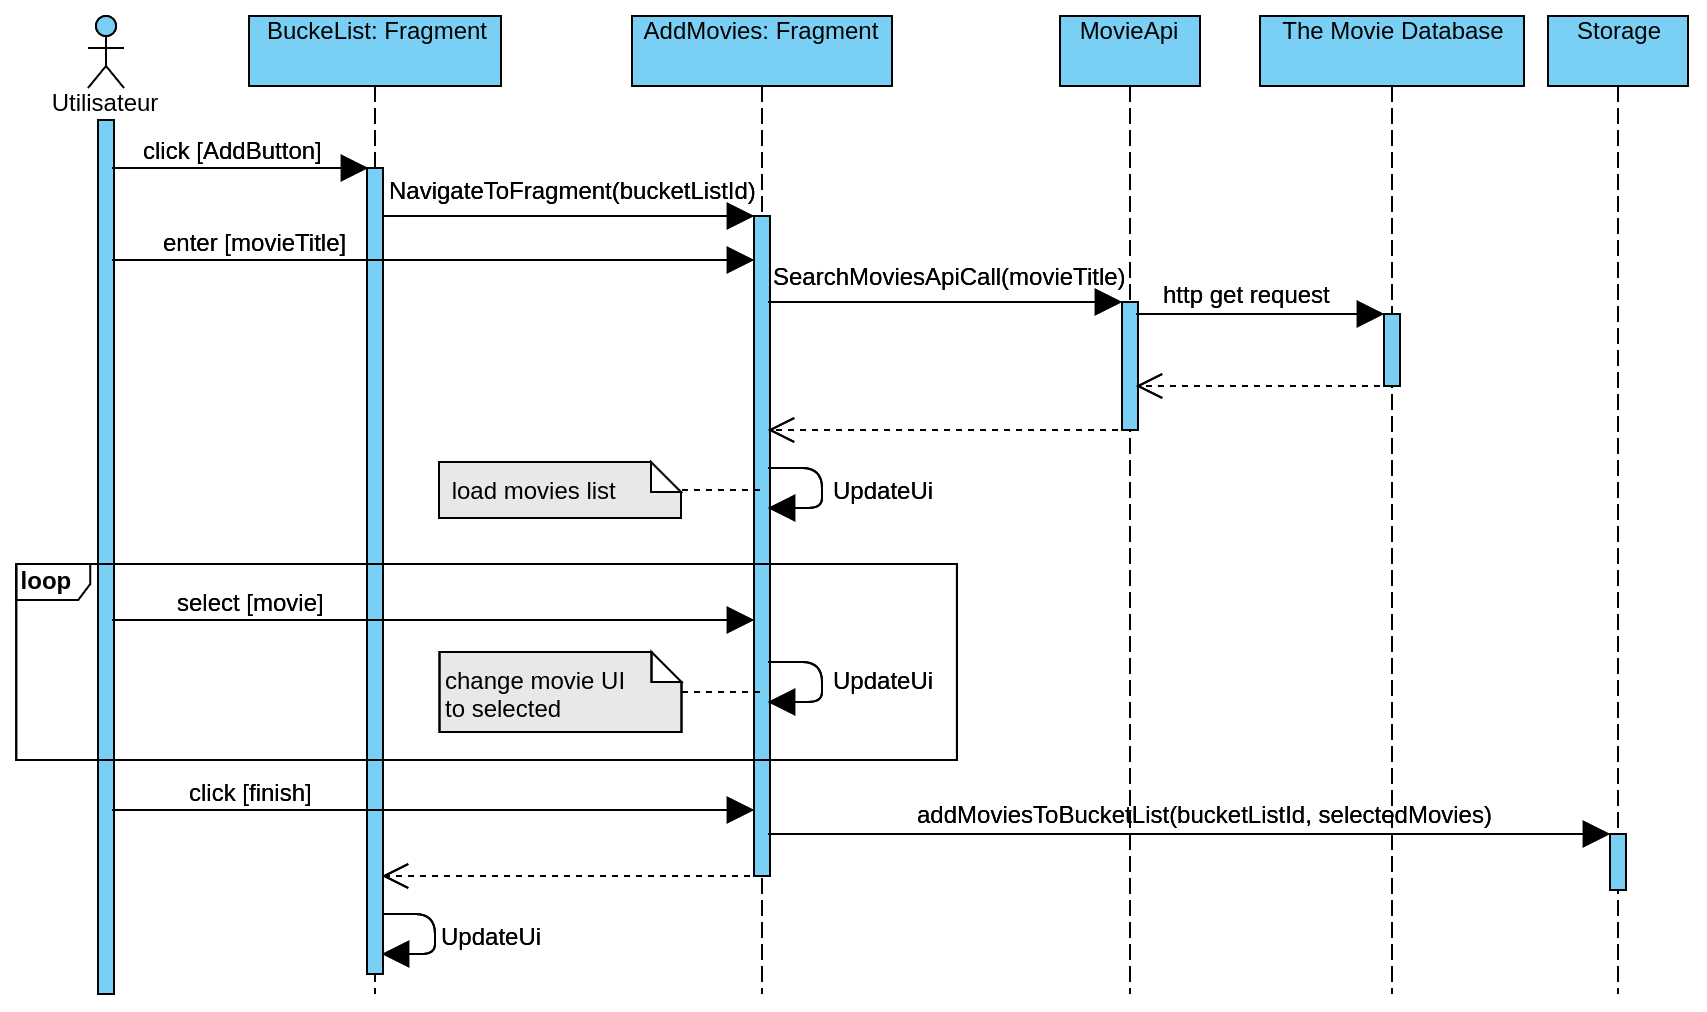 Utilisateur
BuckeList: Fragment
AddMovies: Fragment
MovieApi
The Movie Database
Storage
click [AddButton]
NavigateToFragment(bucketListId)
enter [movieTitle]
SearchMoviesApiCall(movieTitle)
http get request
load movies list
UpdateUi
loop
select [movie]
change movie UI
to selected
UpdateUi
click [finish]
addMoviesToBucketList(bucketListId, selectedMovies)
UpdateUi